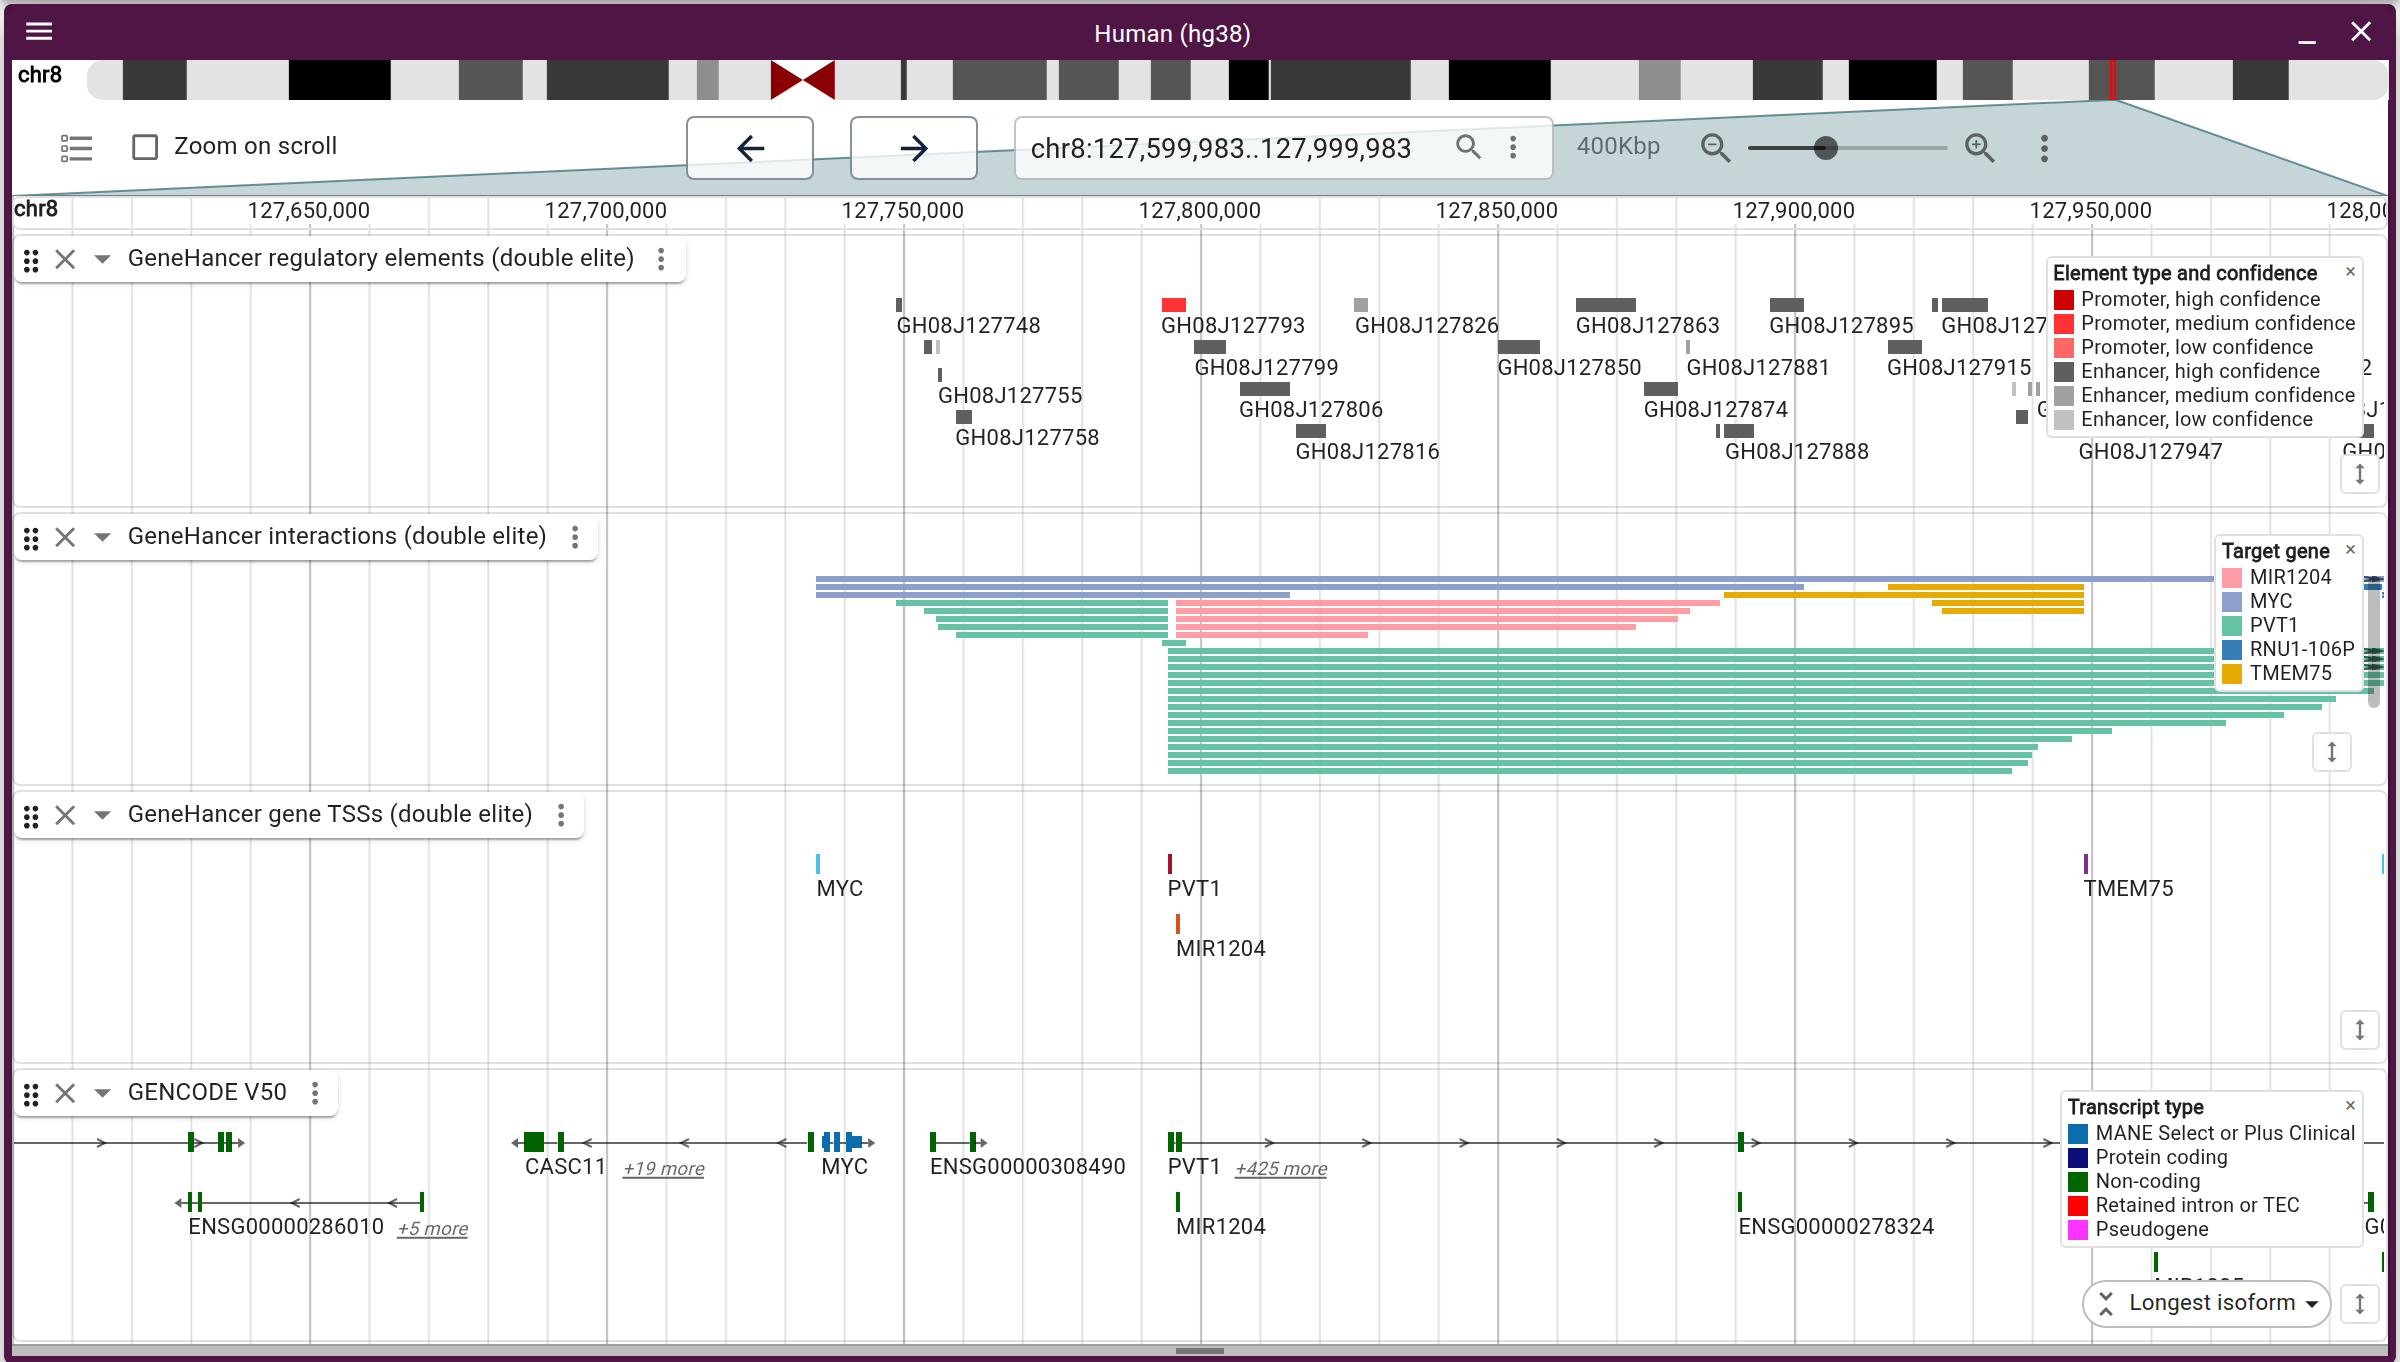 Human (hg38)
chr8
Zoom on scroll
chr8:127,599,983..127,999,983
400Kbp
chr8 127,650,000 127,700,000 127,750,000 127,800,000 127,850,000 127,900,000 127,950,000
GeneHancer regulatory elements (double elite)
Element type and confidence
Promoter, high confidence
Promoter, medium confidence
Promoter, low confidence
Enhancer, high confidence
Enhancer, medium confidence
Enhancer, low confidence
GH08J127748 GH08J127793 GH08J127826 GH08J127863 GH08J127895
GH08J127799 GH08J127850 GH08J127881 GH08J127915
GH08J127755
GH08J127806 GH08J127874
GH08J127758
GH08J127816 GH08J127888 GH08J127947
GeneHancer interactions (double elite)
Target gene
MIR1204
MYC
PVT1
RNU1-106P
TMEM75
GeneHancer gene TSSs (double elite)
MYC PVT1 TMEM75
MIR1204
GENCODE V50
Transcript type
MANE Select or Plus Clinical
Protein coding
Non-coding
Retained intron or TEC
Pseudogene
CASC11 +19 more MYC ENSG00000308490 PVT1 +425 more
ENSG00000286010 +5 more MIR1204 ENSG00000278324
Longest isoform